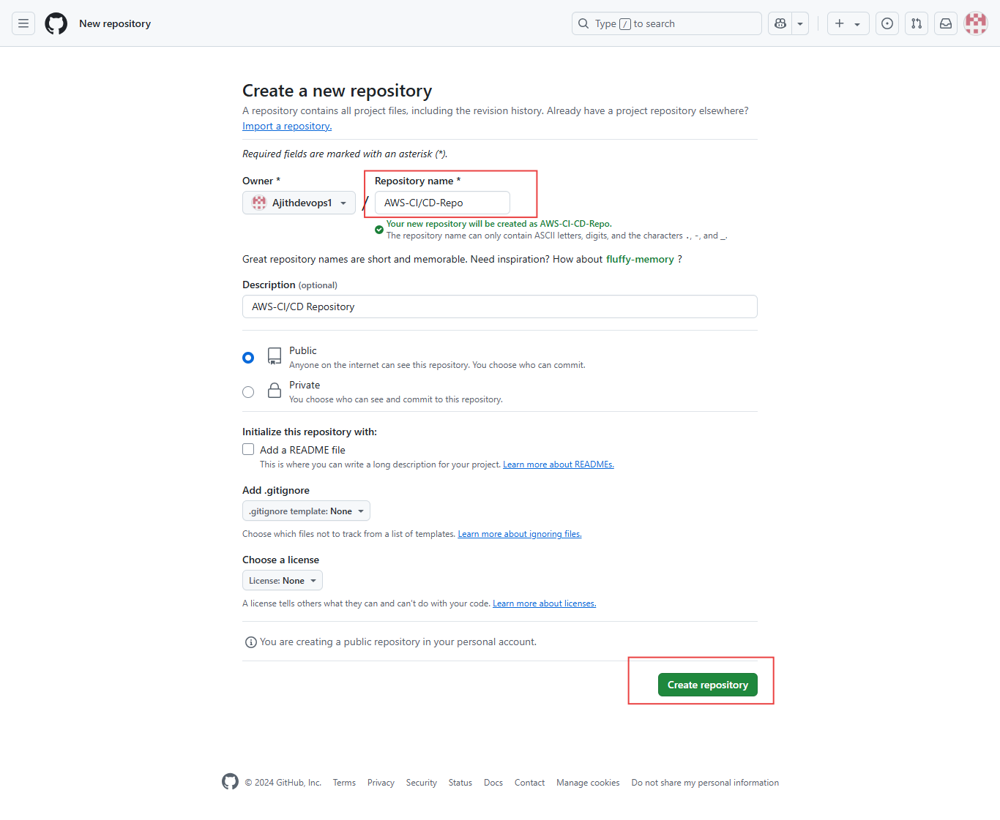 New repository
Type / to search
Create a new repository
A repository contains all project files, including the revision history. Already have a project repository elsewhere?
Import a repository.
Required fields are marked with an asterisk (*).
Owner *
Repository name *
Ajithdevops1
/
AWS-CI/CD-Repo
Your new repository will be created as AWS-CI-CD-Repo.
The repository name can only contain ASCII letters, digits, and the characters ., -, and _.
Great repository names are short and memorable. Need inspiration? How about fluffy-memory ?
Description (optional)
AWS-CI/CD Repository
Public
Anyone on the internet can see this repository. You choose who can commit.
Private
You choose who can see and commit to this repository.
Initialize this repository with:
Add a README file
This is where you can write a long description for your project. Learn more about READMEs.
Add .gitignore
.gitignore template: None
Choose which files not to track from a list of templates. Learn more about ignoring files.
Choose a license
License: None
A license tells others what they can and can't do with your code. Learn more about licenses.
You are creating a public repository in your personal account.
Create repository
© 2024 GitHub, Inc. Terms Privacy Security Status Docs Contact Manage cookies Do not share my personal information